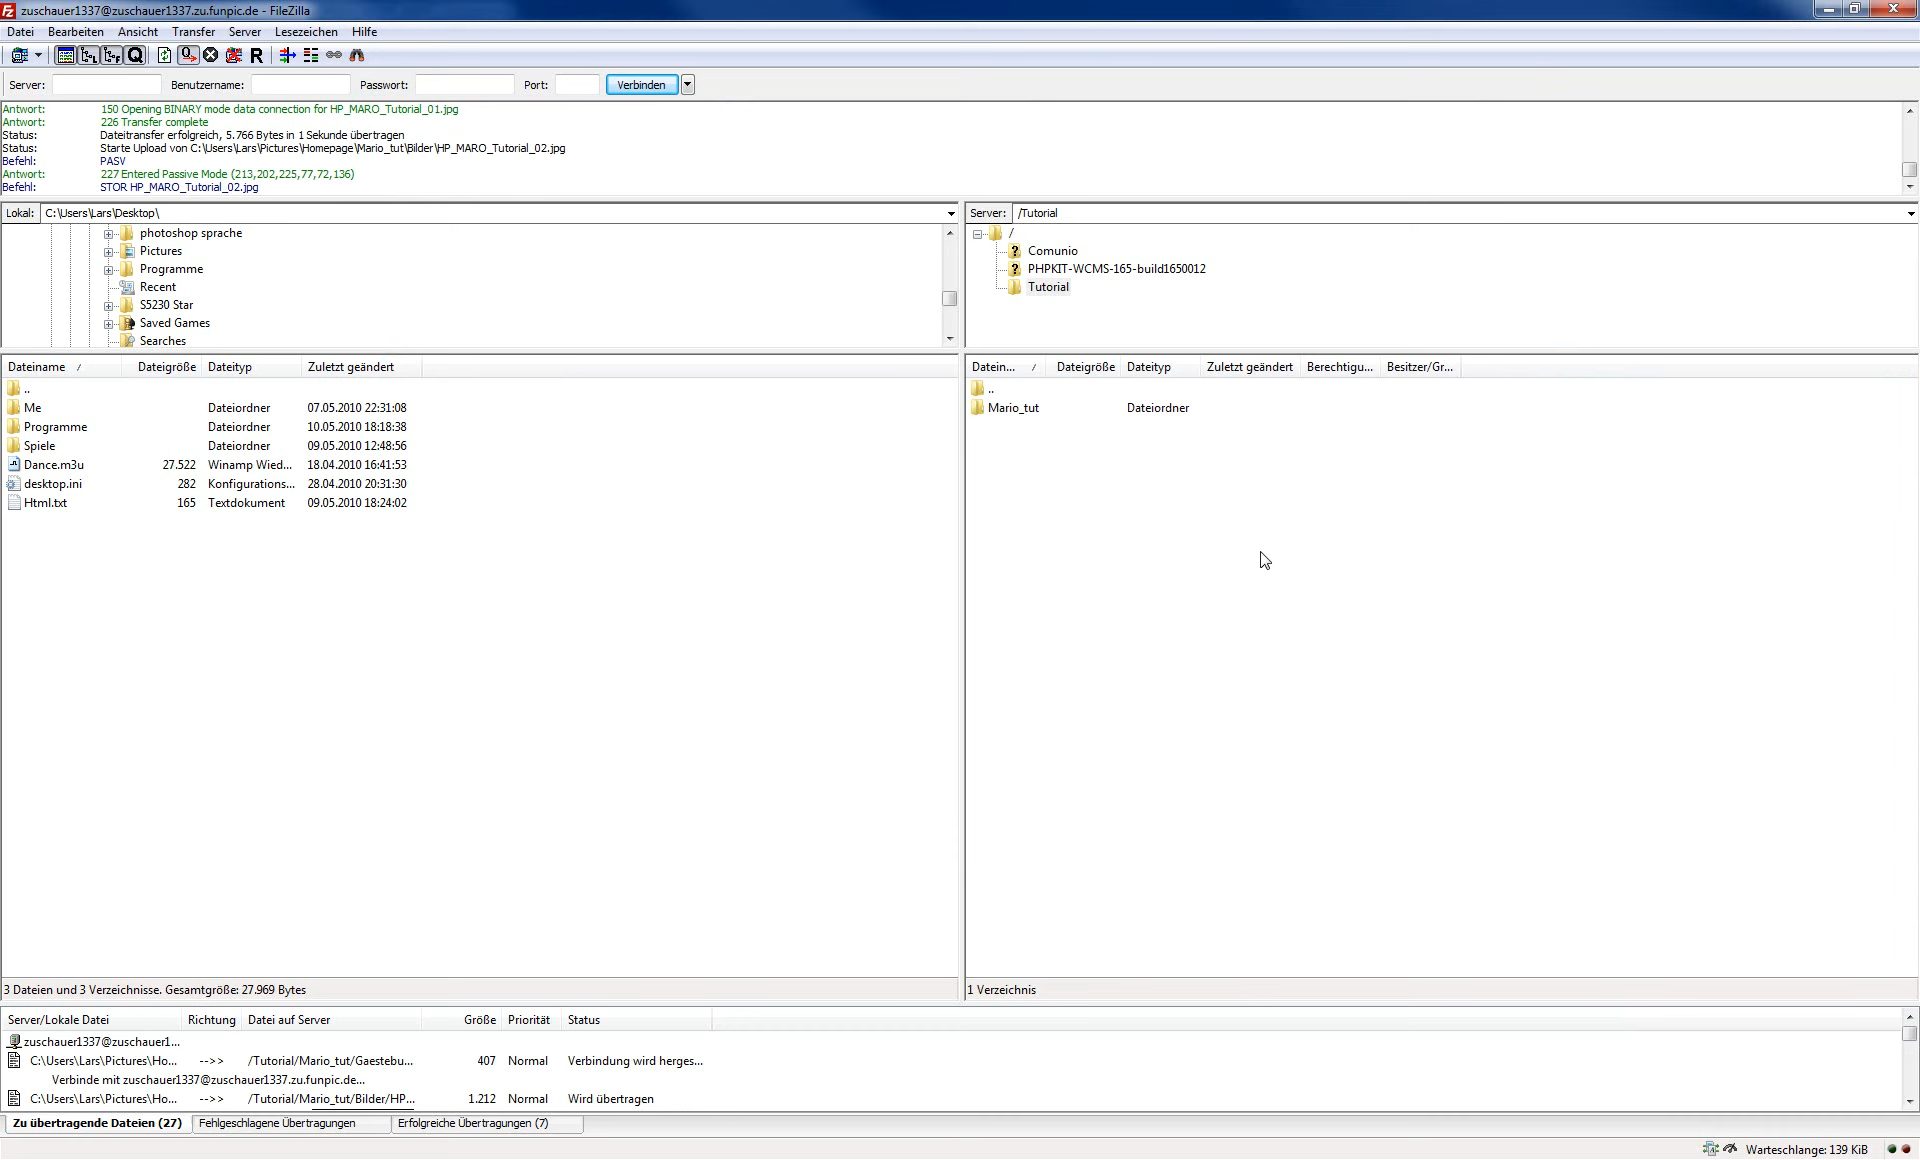 zuschauer1337@zuschauer1337.zu.funpic.de - FileZilla
Datei Bearbeiten Ansicht Transfer Server Lesezeichen Hilfe
Server: Benutzername: Passwort: Port: Verbinden
Antwort: 150 Opening BINARY mode data connection for HP_MARO_Tutorial_01.jpg
Antwort: 226 Transfer complete
Status: Dateitransfer erfolgreich, 5.766 Bytes in 1 Sekunde übertragen
Status: Starte Upload von C:\Users\Lars\Pictures\Homepage\Mario_tut\Bilder\HP_MARO_Tutorial_02.jpg
Befehl: PASV
Antwort: 227 Entered Passive Mode (213,202,225,77,72,136)
Befehl: STOR HP_MARO_Tutorial_02.jpg
Lokal: C:\Users\Lars\Desktop\
photoshop sprache
Pictures
Programme
Recent
S5230 Star
Saved Games
Searches
Server: /Tutorial
/
Comunio
PHPKIT-WCMS-165-build1650012
Tutorial
Dateiname / Dateigröße Dateityp Zuletzt geändert
..
Me Dateiordner 07.05.2010 22:31:08
Programme Dateiordner 10.05.2010 18:18:38
Spiele Dateiordner 09.05.2010 12:48:56
Dance.m3u 27.522 Winamp Wied... 18.04.2010 16:41:53
desktop.ini 282 Konfigurations... 28.04.2010 20:31:30
Html.txt 165 Textdokument 09.05.2010 18:24:02
3 Dateien und 3 Verzeichnisse. Gesamtgröße: 27.969 Bytes
Datein... / Dateigröße Dateityp Zuletzt geändert Berechtigu... Besitzer/Gr...
..
Mario_tut Dateiordner
1 Verzeichnis
Server/Lokale Datei Richtung Datei auf Server Größe Priorität Status
zuschauer1337@zuschauer1...
C:\Users\Lars\Pictures\Ho... -->> /Tutorial/Mario_tut/Gaestebu... 407 Normal Verbindung wird herges...
Verbinde mit zuschauer1337@zuschauer1337.zu.funpic.de...
C:\Users\Lars\Pictures\Ho... -->> /Tutorial/Mario_tut/Bilder/HP... 1.212 Normal Wird übertragen
Zu übertragende Dateien (27) Fehlgeschlagene Übertragungen Erfolgreiche Übertragungen (7)
Warteschlange: 139 KiB